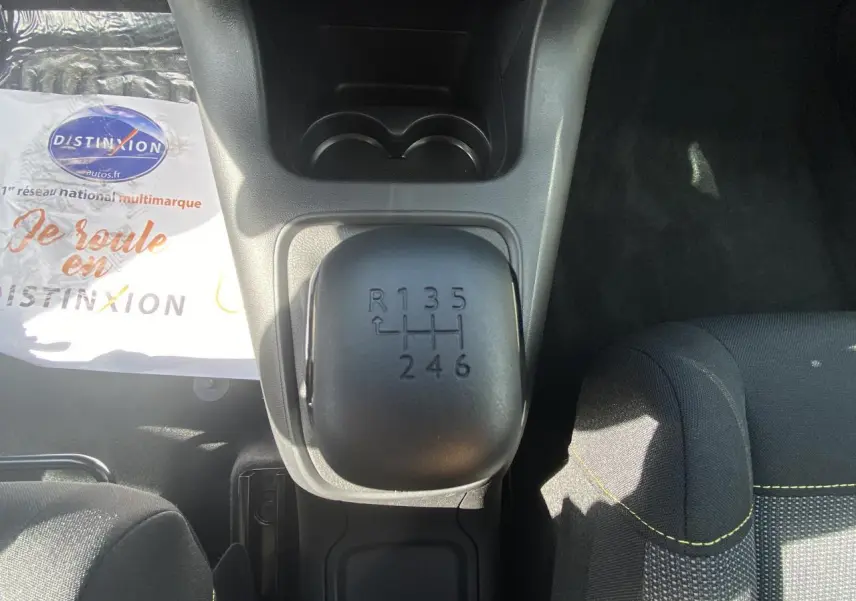 DISTINXION
autos.fr
1er réseau national multimarque
Je roule
en
DISTINXION
R 1 3 5
2 4 6